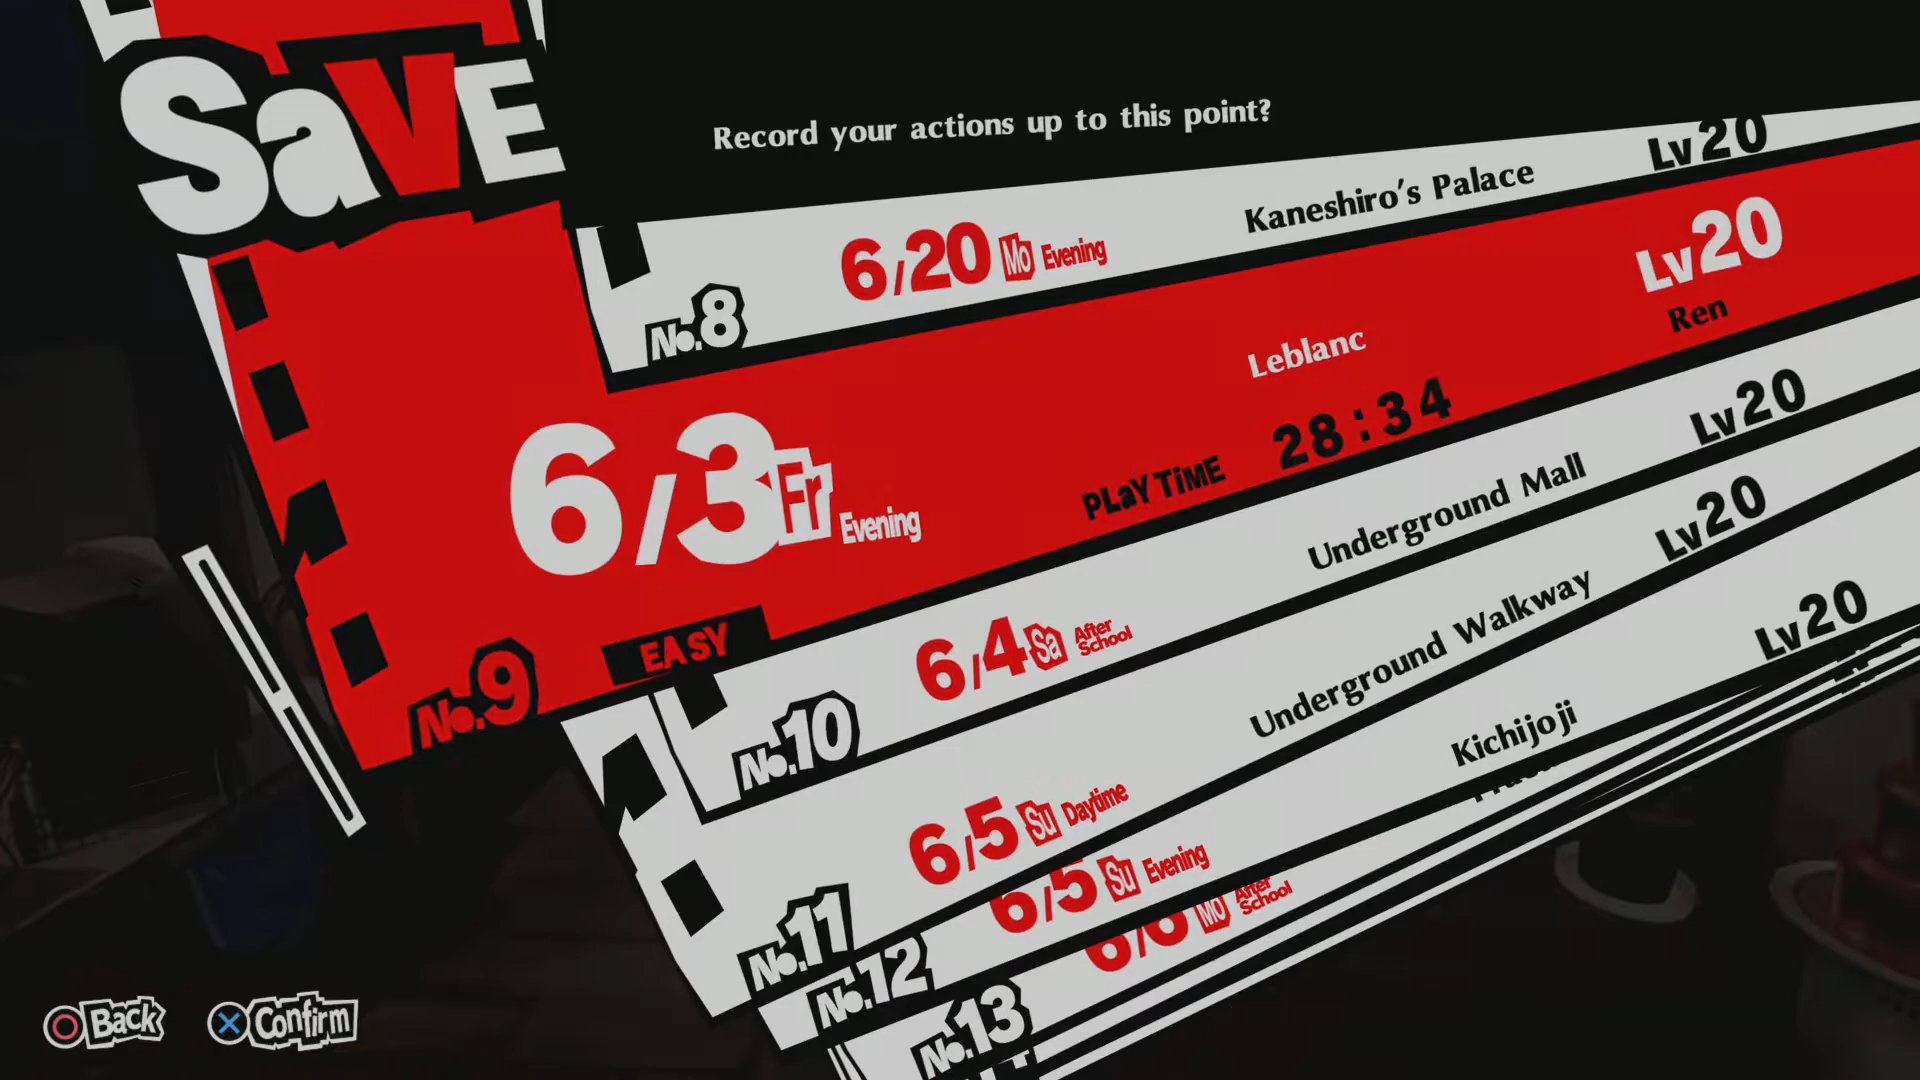 SaVE
Record your actions up to this point?
No.8 6/20 Mo Evening Kaneshiro's Palace Lv20
No.9 6/3 Fr Evening Leblanc Lv20
Ren
PLaY TiME 28:34
EASY
No.10 6/4 Sa After School Underground Mall Lv20
No.11 6/5 Su Daytime Underground Walkway Lv20
No.12 6/5 Su Evening Kichijoji Lv20
No.13 6/6 Mo After School
Back Confirm